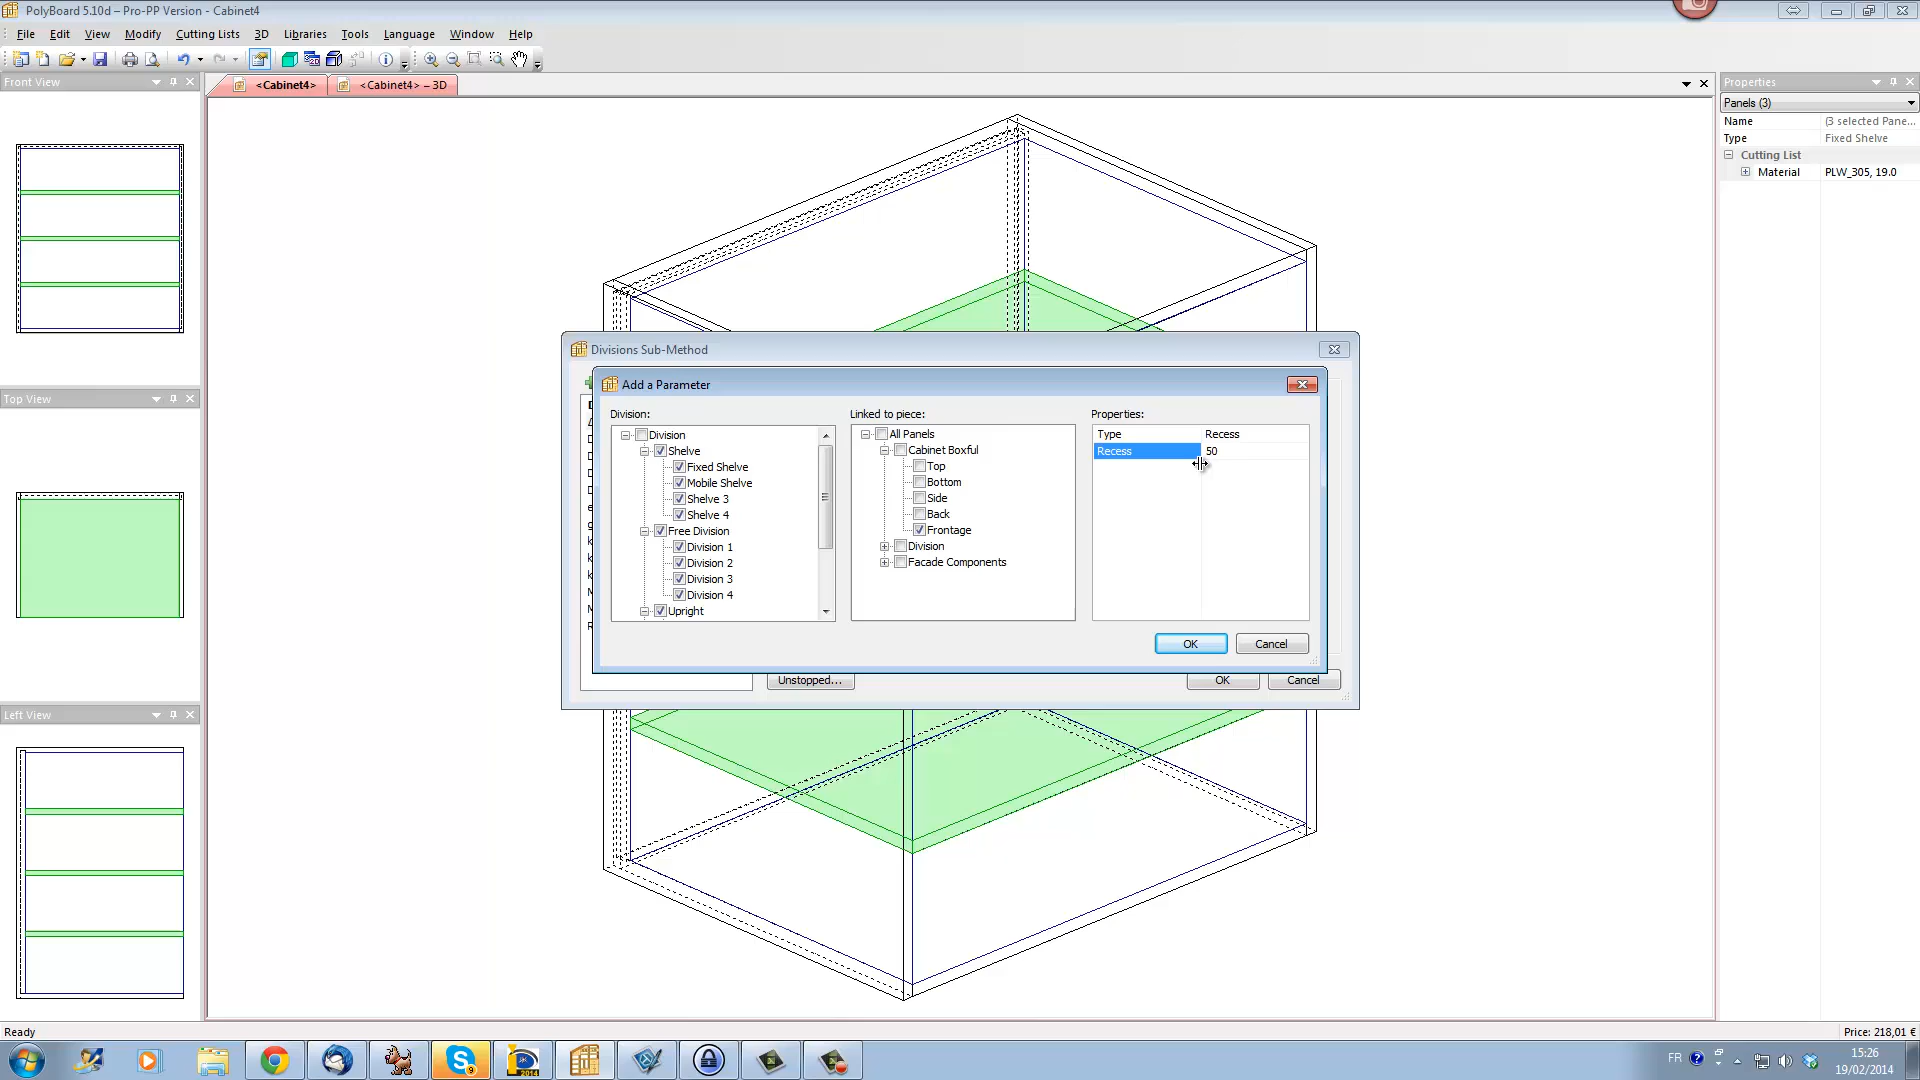 PolyBoard 5.10d – Pro-PP Version - Cabinet4
File Edit View Modify Cutting Lists 3D Libraries Tools Language Window Help
Front View
<Cabinet4>
<Cabinet4> – 3D
Properties
Panels (3)
Name (3 selected Pane...
Type Fixed Shelve
Cutting List
Material PLW_305, 19.0
Top View
Left View
Divisions Sub-Method
Add a Parameter
Division:
Division
Shelve
Fixed Shelve
Mobile Shelve
Shelve 3
Shelve 4
Free Division
Division 1
Division 2
Division 3
Division 4
Upright
Linked to piece:
All Panels
Cabinet Boxful
Top
Bottom
Side
Back
Frontage
Division
Facade Components
Properties:
Type Recess
Recess 50
OK Cancel
Unstopped... OK Cancel
Ready
Price: 218,01 €
FR
15:26
19/02/2014